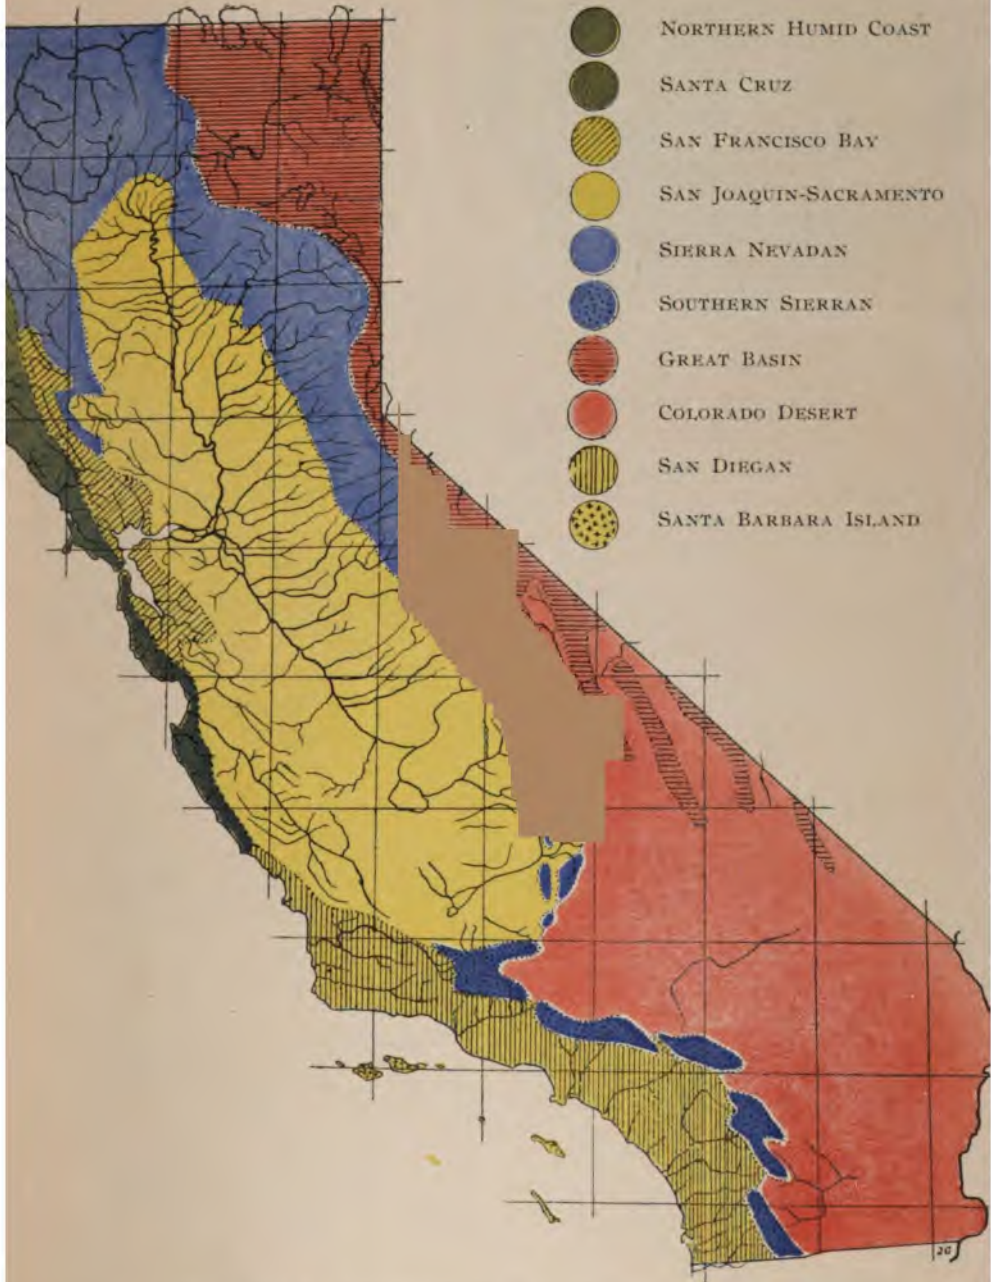 NORTHERN HUMID COAST
SANTA CRUZ
SAN FRANCISCO BAY
SAN JOAQUIN-SACRAMENTO
SIERRA NEVADAN
SOUTHERN SIERRAN
GREAT BASIN
COLORADO DESERT
SAN DIEGAN
SANTA BARBARA ISLAND